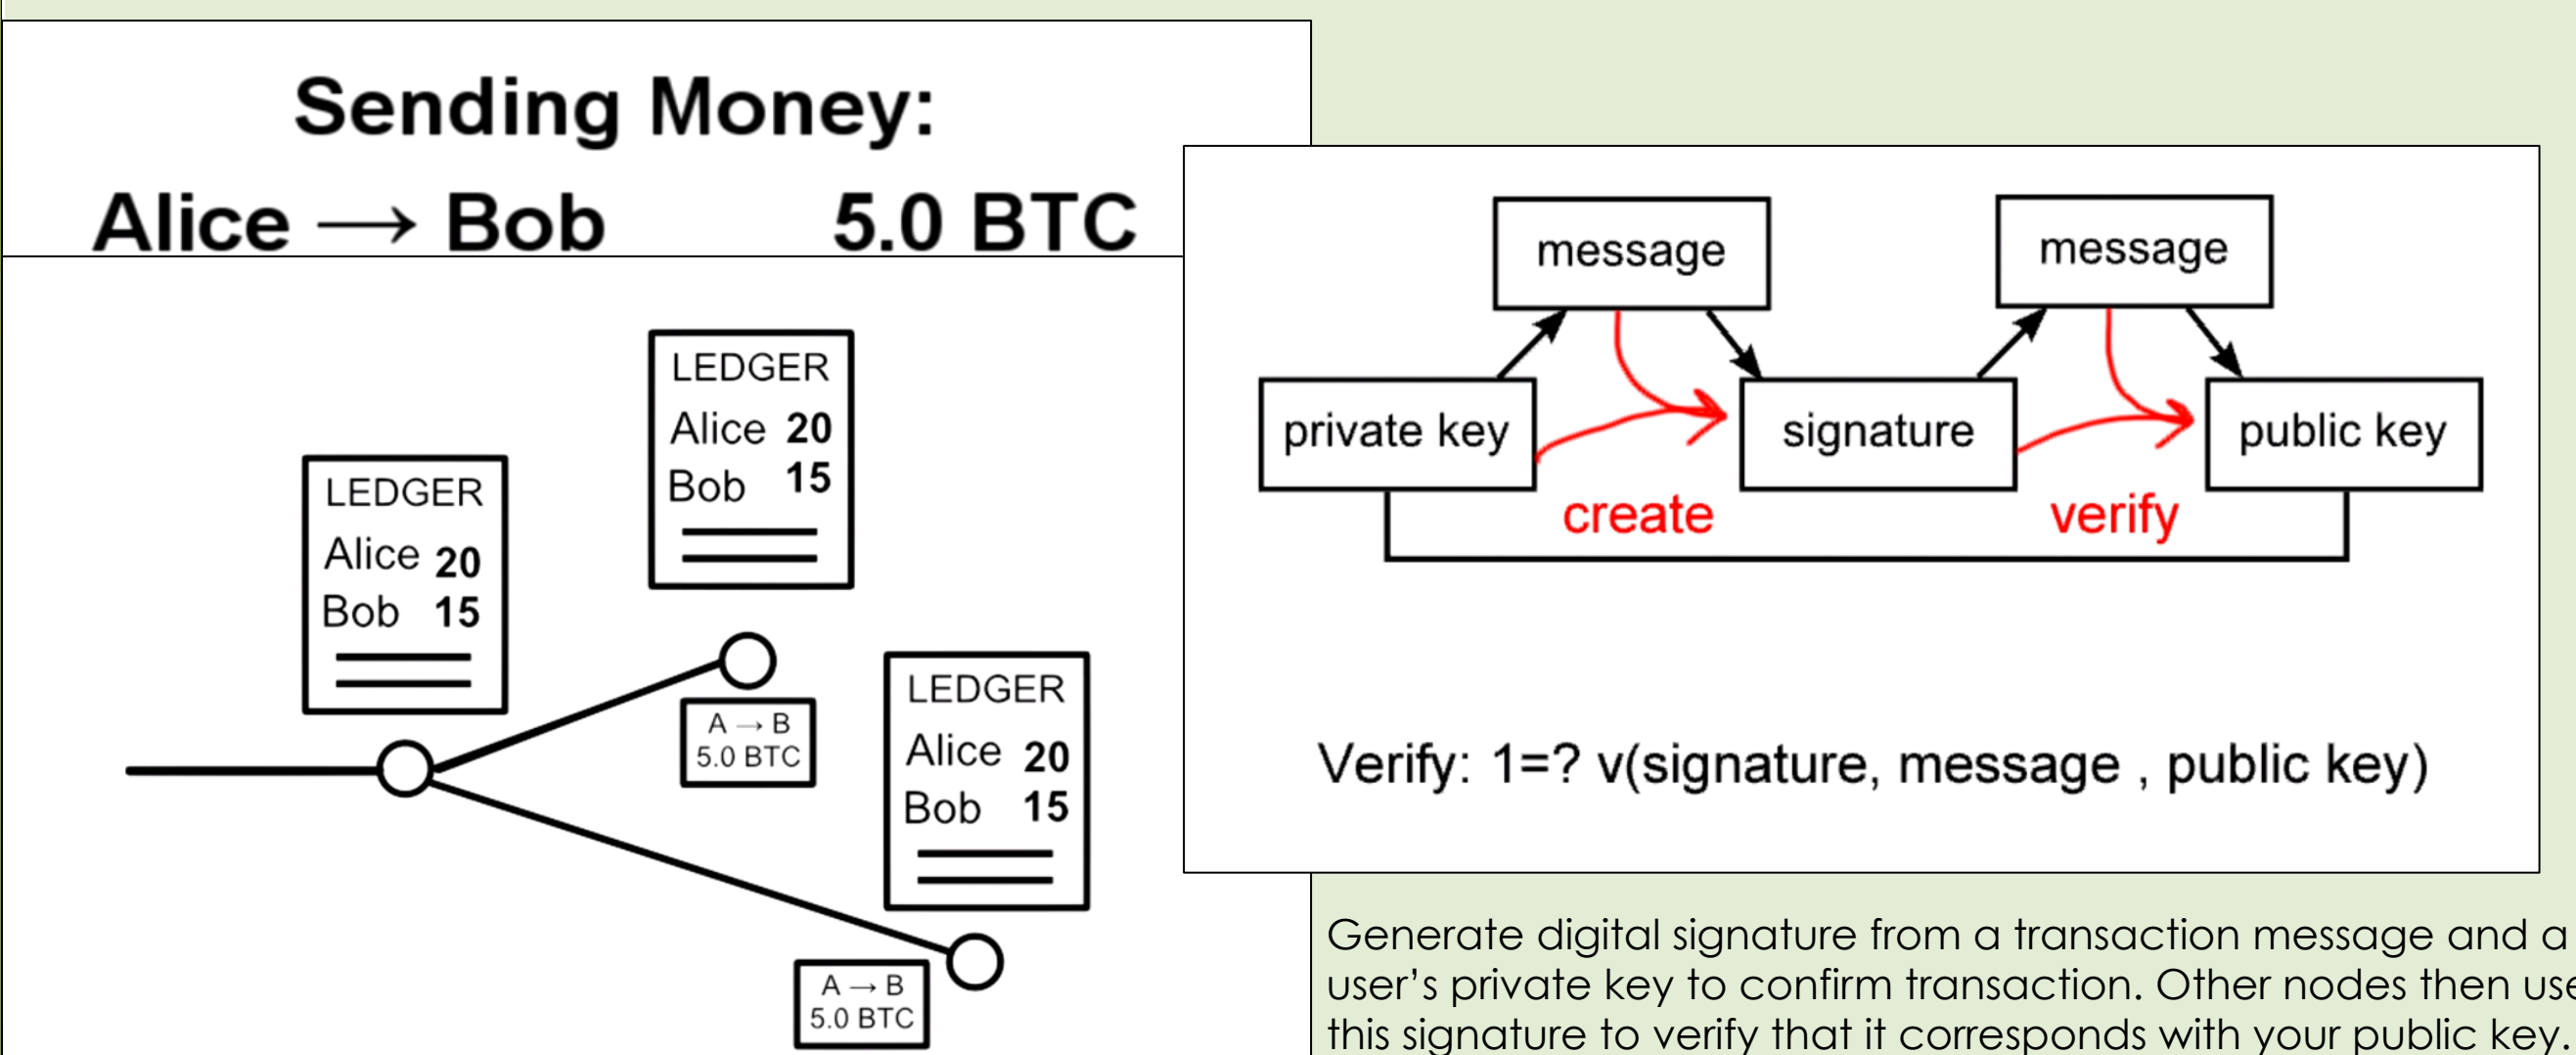 Sending Money:
Alice → Bob 5.0 BTC
LEDGER
Alice 20
Bob 15
LEDGER
Alice 20
Bob 15
A → B
5.0 BTC
LEDGER
Alice 20
Bob 15
A → B
5.0 BTC
message
message
private key
signature
public key
create
verify
Verify: 1=? v(signature, message , public key)
Generate digital signature from a transaction message and a
user’s private key to confirm transaction. Other nodes then use
this signature to verify that it corresponds with your public key.